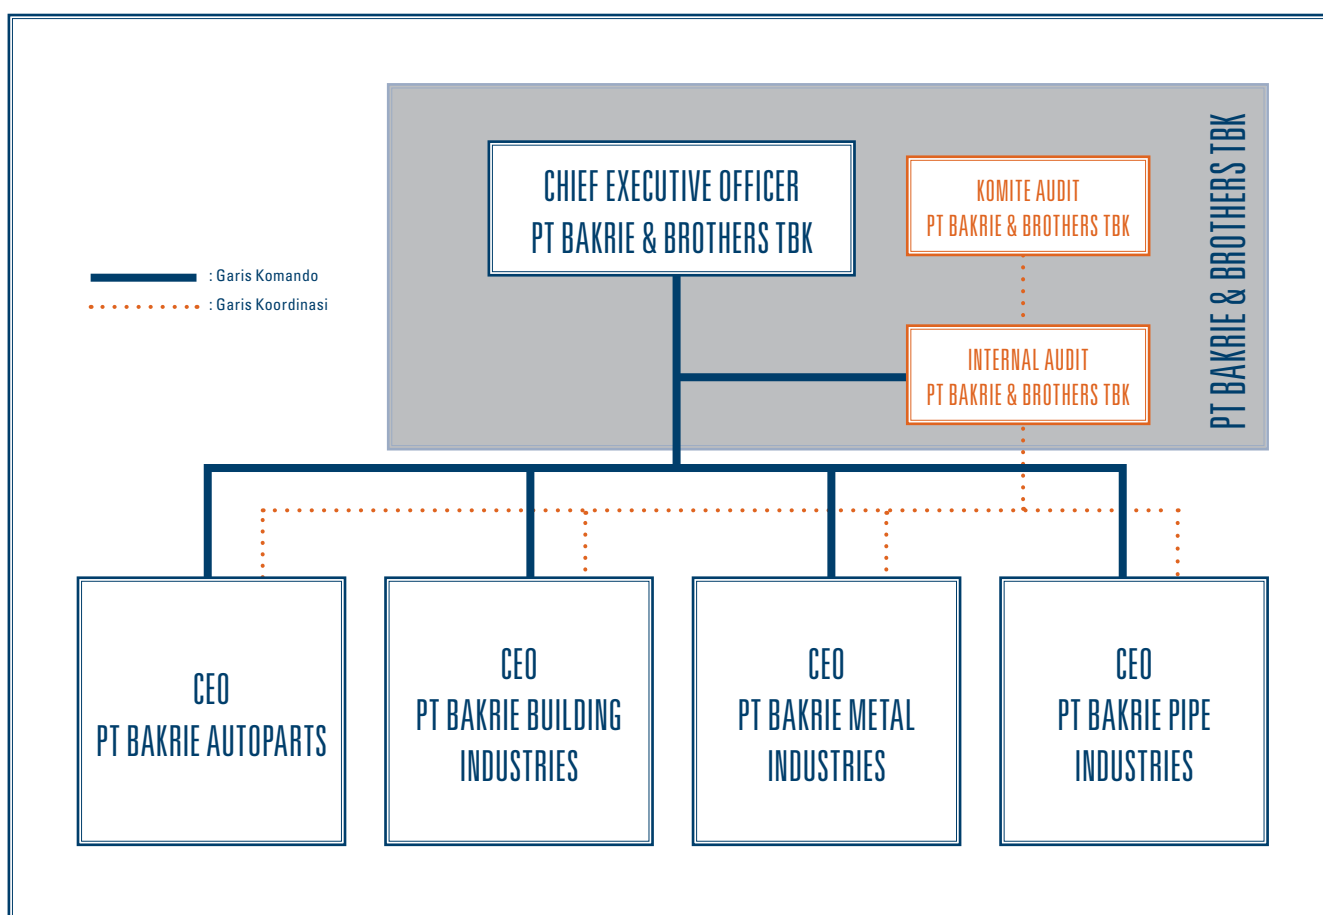 CHIEF EXECUTIVE OFFICER
PT BAKRIE & BROTHERS TBK
KOMITE AUDIT
PT BAKRIE & BROTHERS TBK
PT BAKRIE & BROTHERS TBK
: Garis Komando
: Garis Koordinasi
INTERNAL AUDIT
PT BAKRIE & BROTHERS TBK
CEO
PT BAKRIE AUTOPARTS
CEO
PT BAKRIE BUILDING
INDUSTRIES
CEO
PT BAKRIE METAL
INDUSTRIES
CEO
PT BAKRIE PIPE
INDUSTRIES